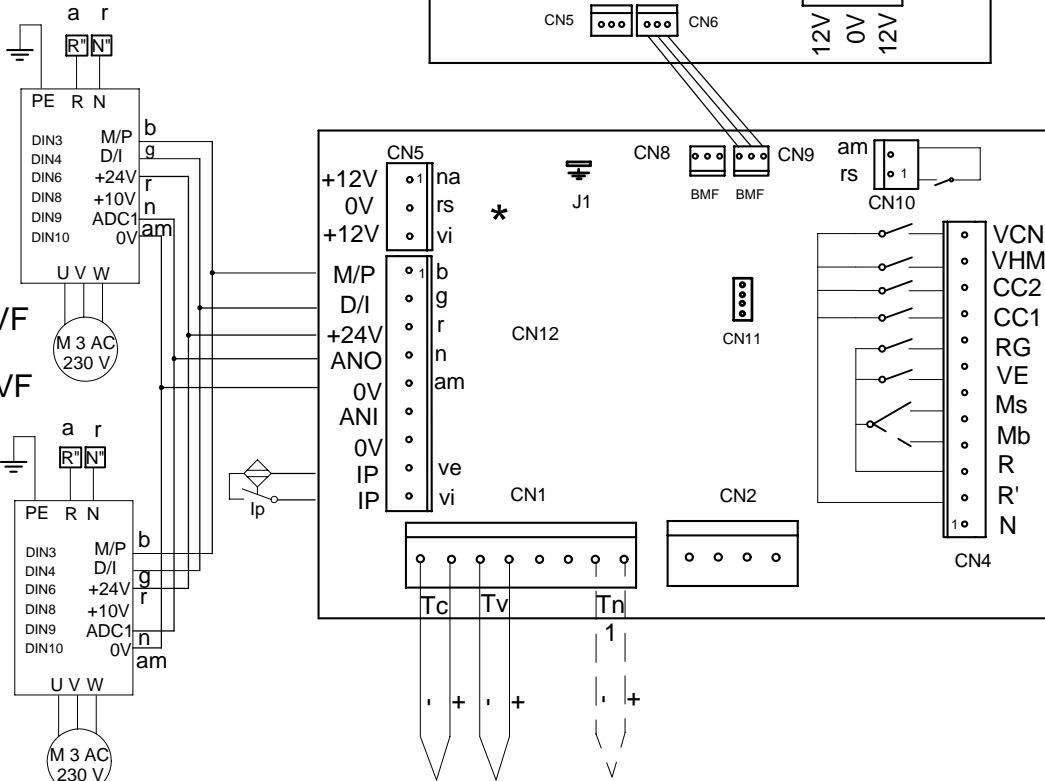 a r
R" N"
PE R N
DIN3 M/P b
DIN4 D/I g
DIN6 +24V r
DIN8 +10V
DIN9 ADC1 n
DIN10 0V am
U V W
M 3 AC
230 V
VF
VF
a r
R" N"
PE R N
DIN3 M/P b
DIN4 D/I g
DIN6 +24V r
DIN8 +10V
DIN9 ADC1 n
DIN10 0V am
U V W
M 3 AC
230 V
CN5 CN6
12V
0V
12V
CN5
+12V 1 na
0V rs
+12V vi
*
J1
CN8 CN9
BMF BMF
am
rs 1
CN10
M/P 1 b
D/I g
+24V r
ANO n
0V am
ANI
0V
IP ve
IP vi
Ip
CN12
CN11
VCN
VHM
CC2
CC1
RG
VE
Ms
Mb
R
R'
1 N
CN4
CN1
CN2
Tc Tv Tn
1
- + - + - +